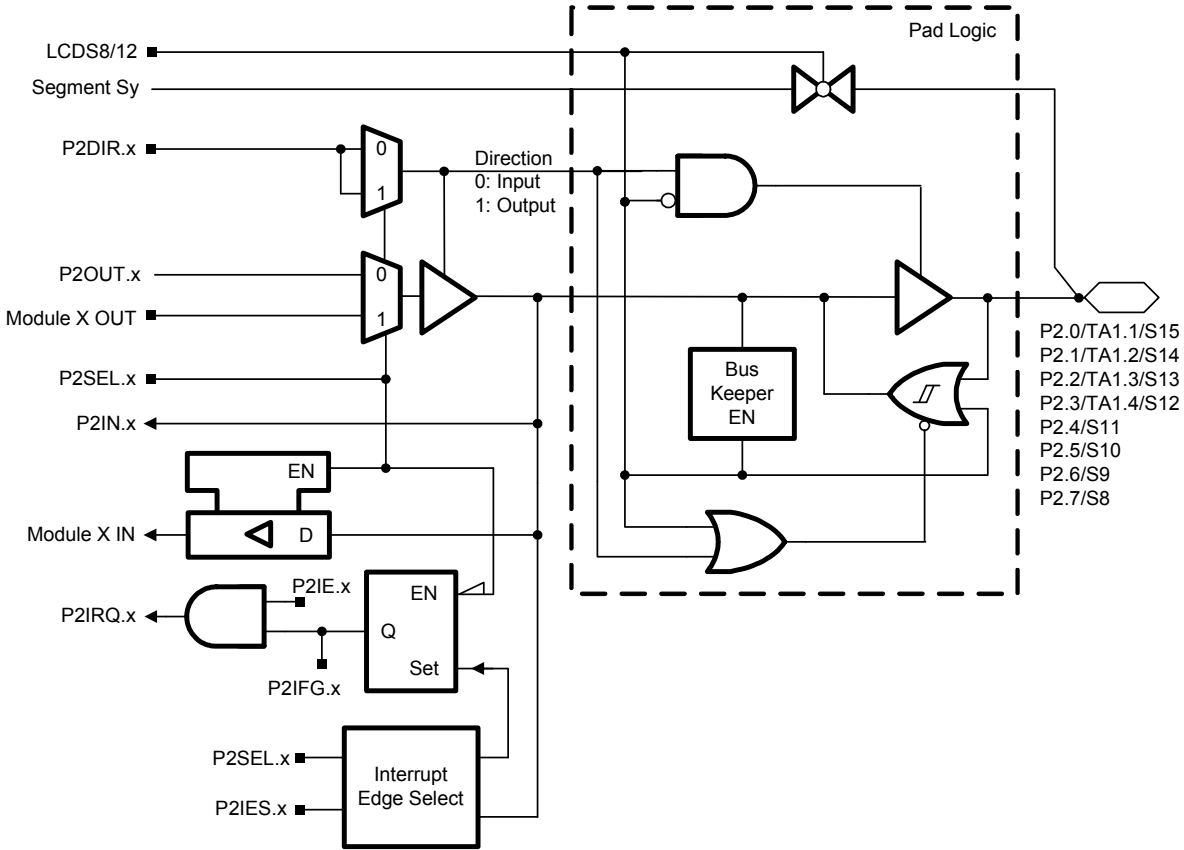 Pad Logic
LCDS8/12
Segment Sy
P2DIR.x
0
1
Direction
0: Input
1: Output
P2OUT.x
0
Module X OUT
1
P2SEL.x
P2IN.x
Bus
Keeper
EN
P2.0/TA1.1/S15
P2.1/TA1.2/S14
P2.2/TA1.3/S13
P2.3/TA1.4/S12
P2.4/S11
P2.5/S10
P2.6/S9
P2.7/S8
EN
Module X IN
D
P2IE.x
EN
P2IRQ.x
Q
Set
P2IFG.x
P2SEL.x
P2IES.x
Interrupt
Edge Select